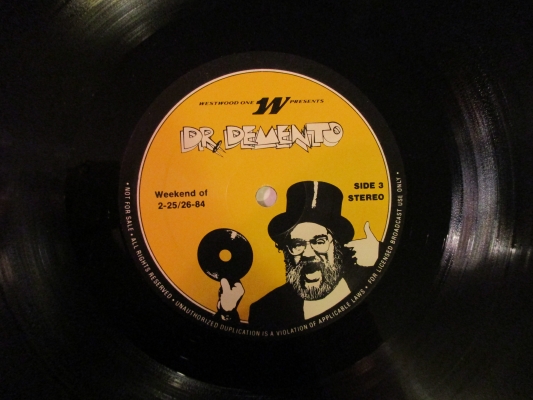 WESTWOOD ONE W PRESENTS
DR. DEMENTO
Weekend of
2-25/26-84
SIDE 3
STEREO
• NOT FOR SALE • ALL RIGHTS RESERVED • UNAUTHORIZED DUPLICATION IS A VIOLATION OF APPLICABLE LAWS • FOR LICENSED BROADCAST USE ONLY •